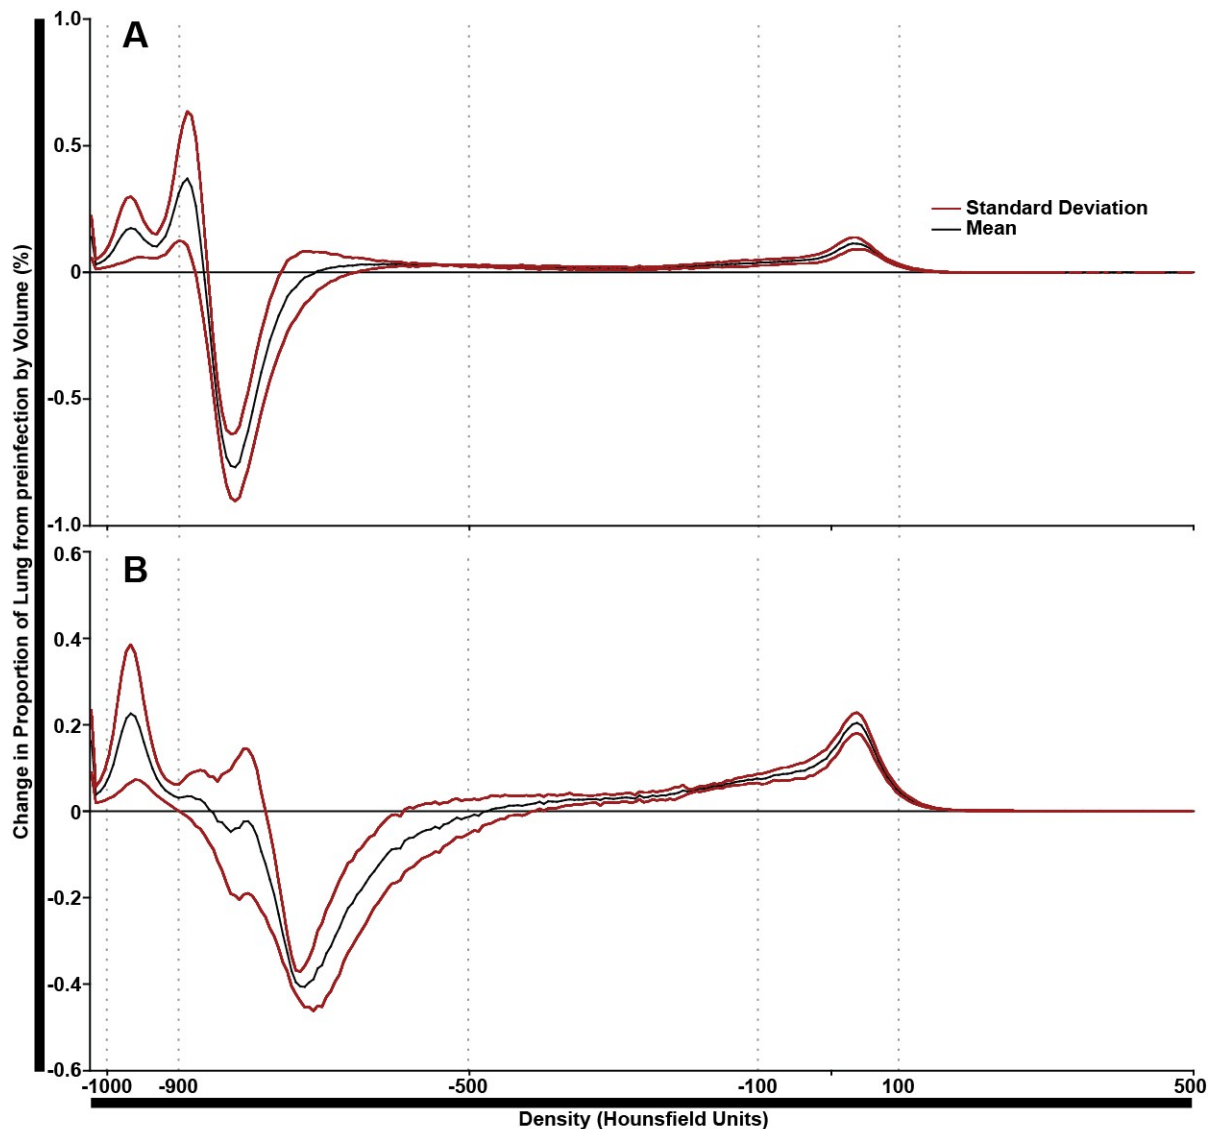 A
1.0
0.5
0
-0.5
-1.0
Standard Deviation
Mean
B
0.6
0.4
0.2
0
-0.2
-0.4
-0.6
Change in Proportion of Lung from preinfection by Volume (%)
-1000 -900 -500 -100 100 500
Density (Hounsfield Units)